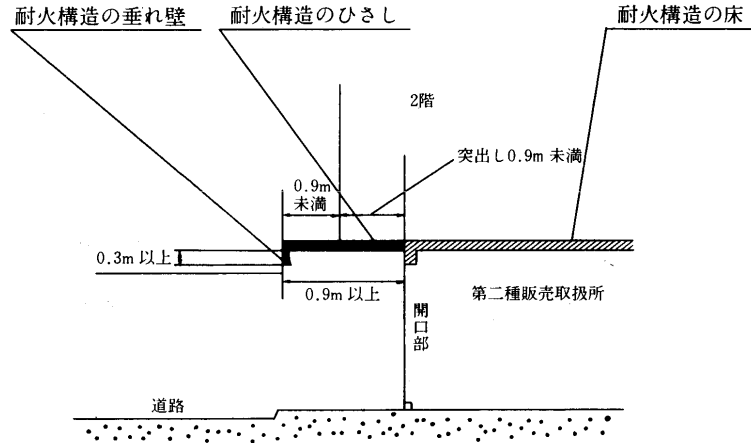 耐火構造の垂れ壁
耐火構造のひさし
耐火構造の床
2階
突出し0.9m 未満
0.9m
未満
0.3m 以上
0.9m 以上
第二種販売取扱所
開口部
道路